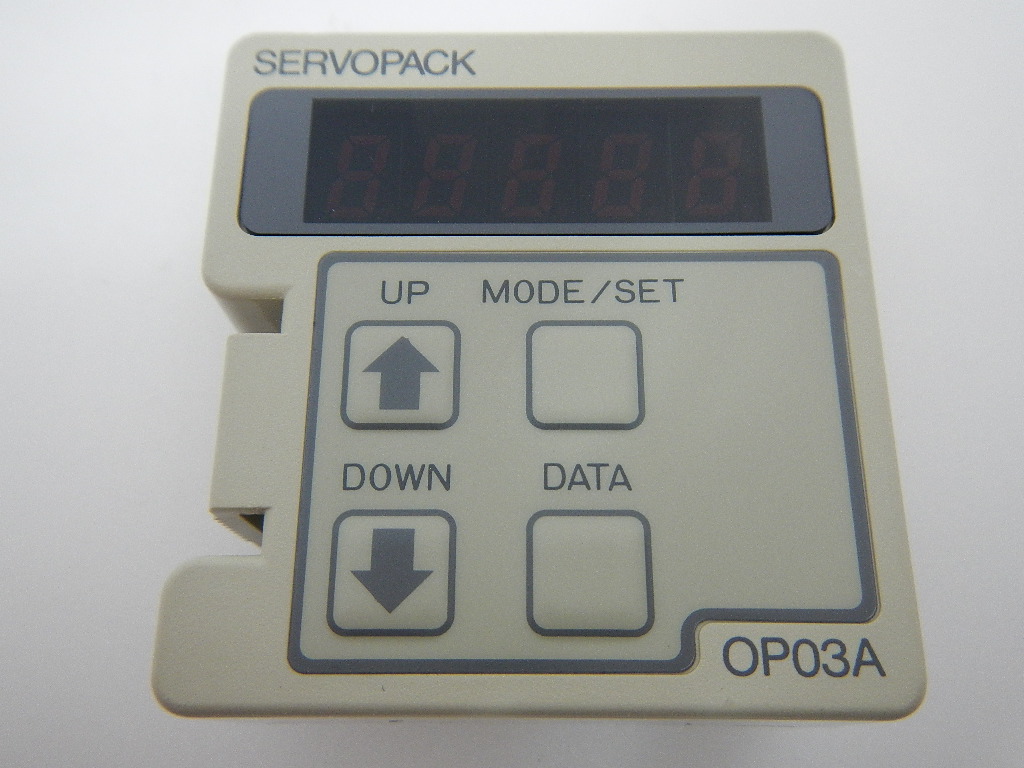 SERVOPACK
UP MODE/SET
DOWN DATA
OP03A